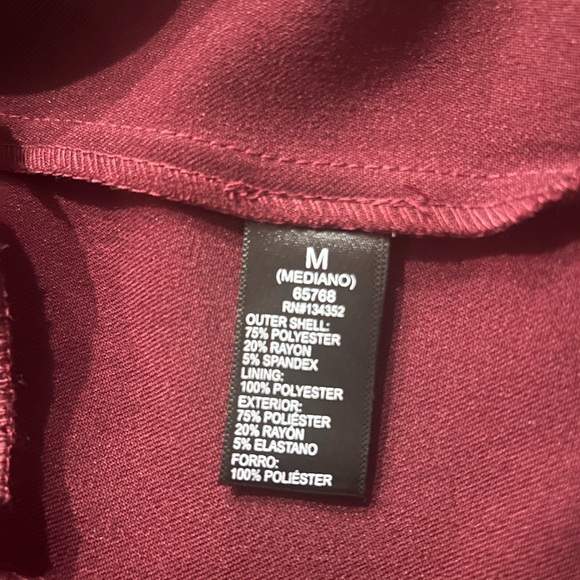 M
(MEDIANO)
65768
RN#134352
OUTER SHELL:
75% POLYESTER
20% RAYON
5% SPANDEX
LINING:
100% POLYESTER
EXTERIOR:
75% POLIÉSTER
20% RAYÓN
5% ELASTANO
FORRO:
100% POLIÉSTER